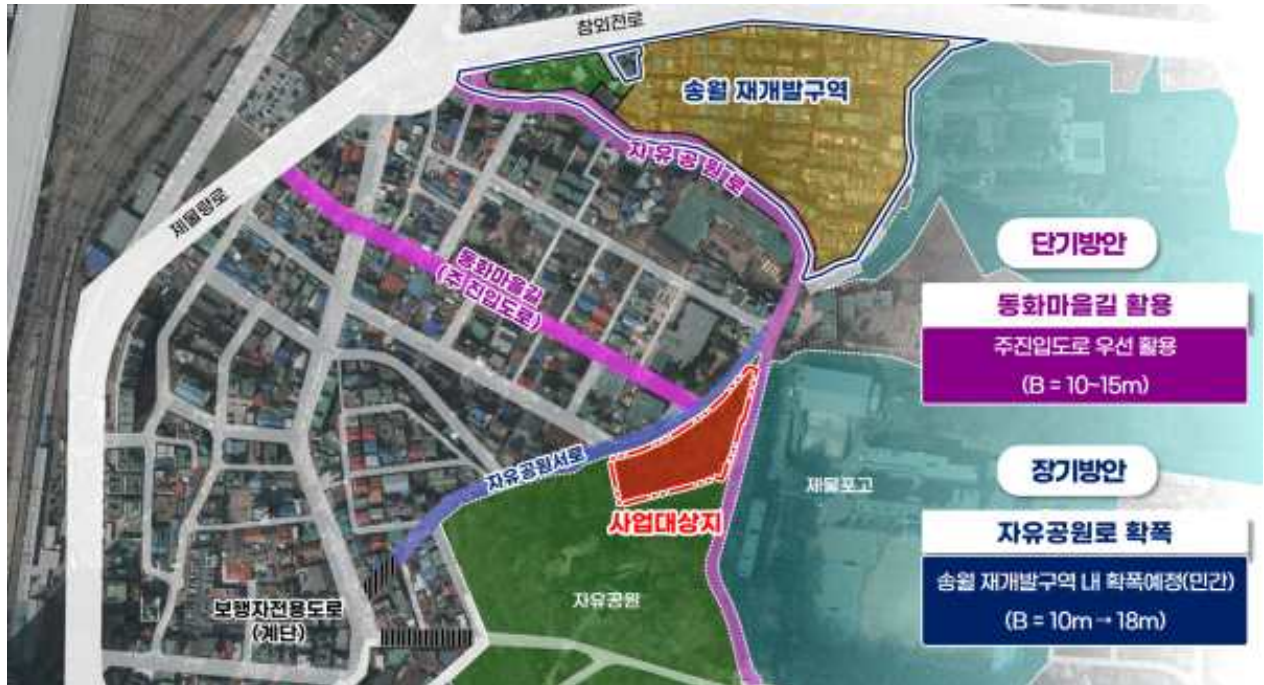 참외전로
송월 재개발구역
자유공원로
제물량로
동화마을길
(주 진입도로)
단기방안
동화마을길 활용
주진입도로 우선 활용
(B = 10~15m)
장기방안
자유공원로 확폭
송월 재개발구역 내 확폭예정(민간)
(B = 10m → 18m)
자유공원서로
제물포고
사업대상지
자유공원
보행자전용도로
(계단)